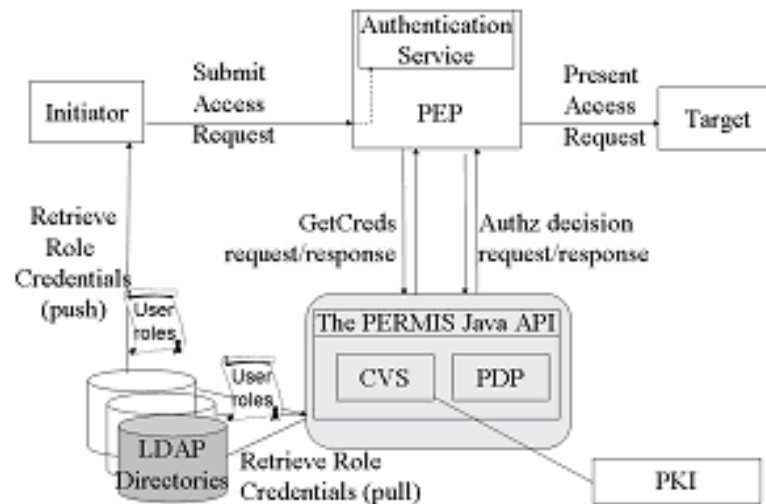 Authentication
Service
Submit
Access
Request
Present
Access
Request
Initiator
PEP
Target
Retrieve
Role
Credentials
(push)
GetCreds
request/response
Authz decision
request/response
User
roles
The PERMIS Java API
CVS
PDP
User
roles
LDAP
Directories
Retrieve Role
Credentials (pull)
PKI